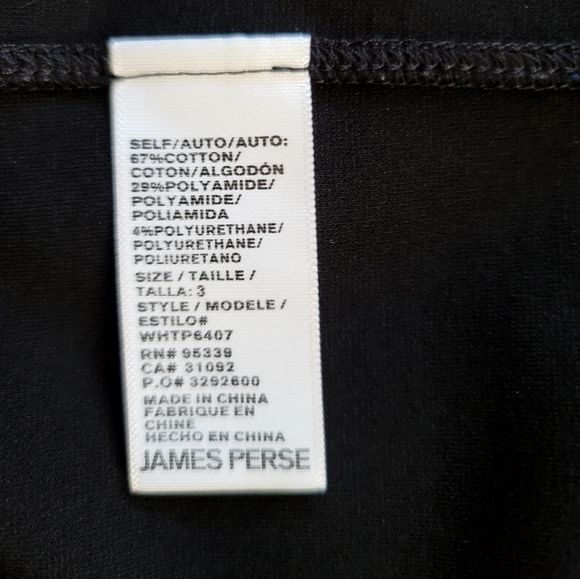 SELF/AUTO/AUTO:
67%COTTON/
COTON/ALGODÓN
29%POLYAMIDE/
POLYAMIDE/
POLIAMIDA
4%POLYURETHANE/
POLYURETHANE/
POLIURETANO
SIZE / TAILLE /
TALLA: 3
STYLE / MODELE /
ESTILO#
WHTP6407
RN# 95339
CA# 31092
P.O# 3292600
MADE IN CHINA
FABRIQUE EN
CHINE
HECHO EN CHINA
JAMES PERSE